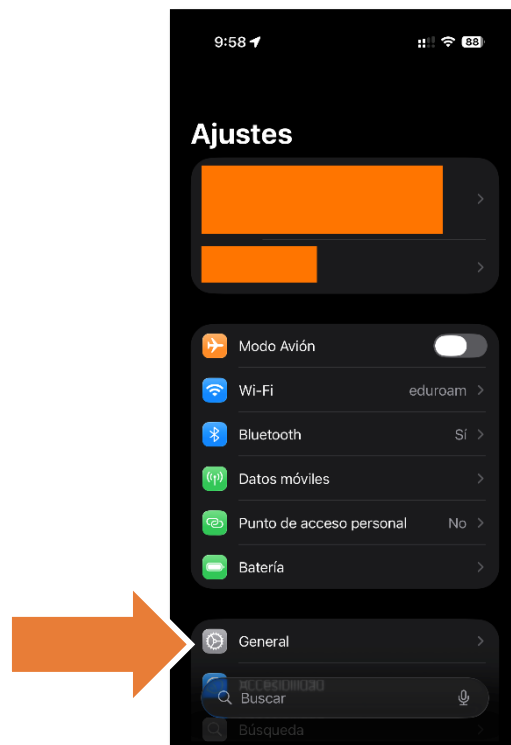 9:58
88
Ajustes
Modo Avión
Wi-Fi eduroam
Bluetooth Sí
Datos móviles
Punto de acceso personal No
Batería
General
Accesibilidad
Buscar
Búsqueda